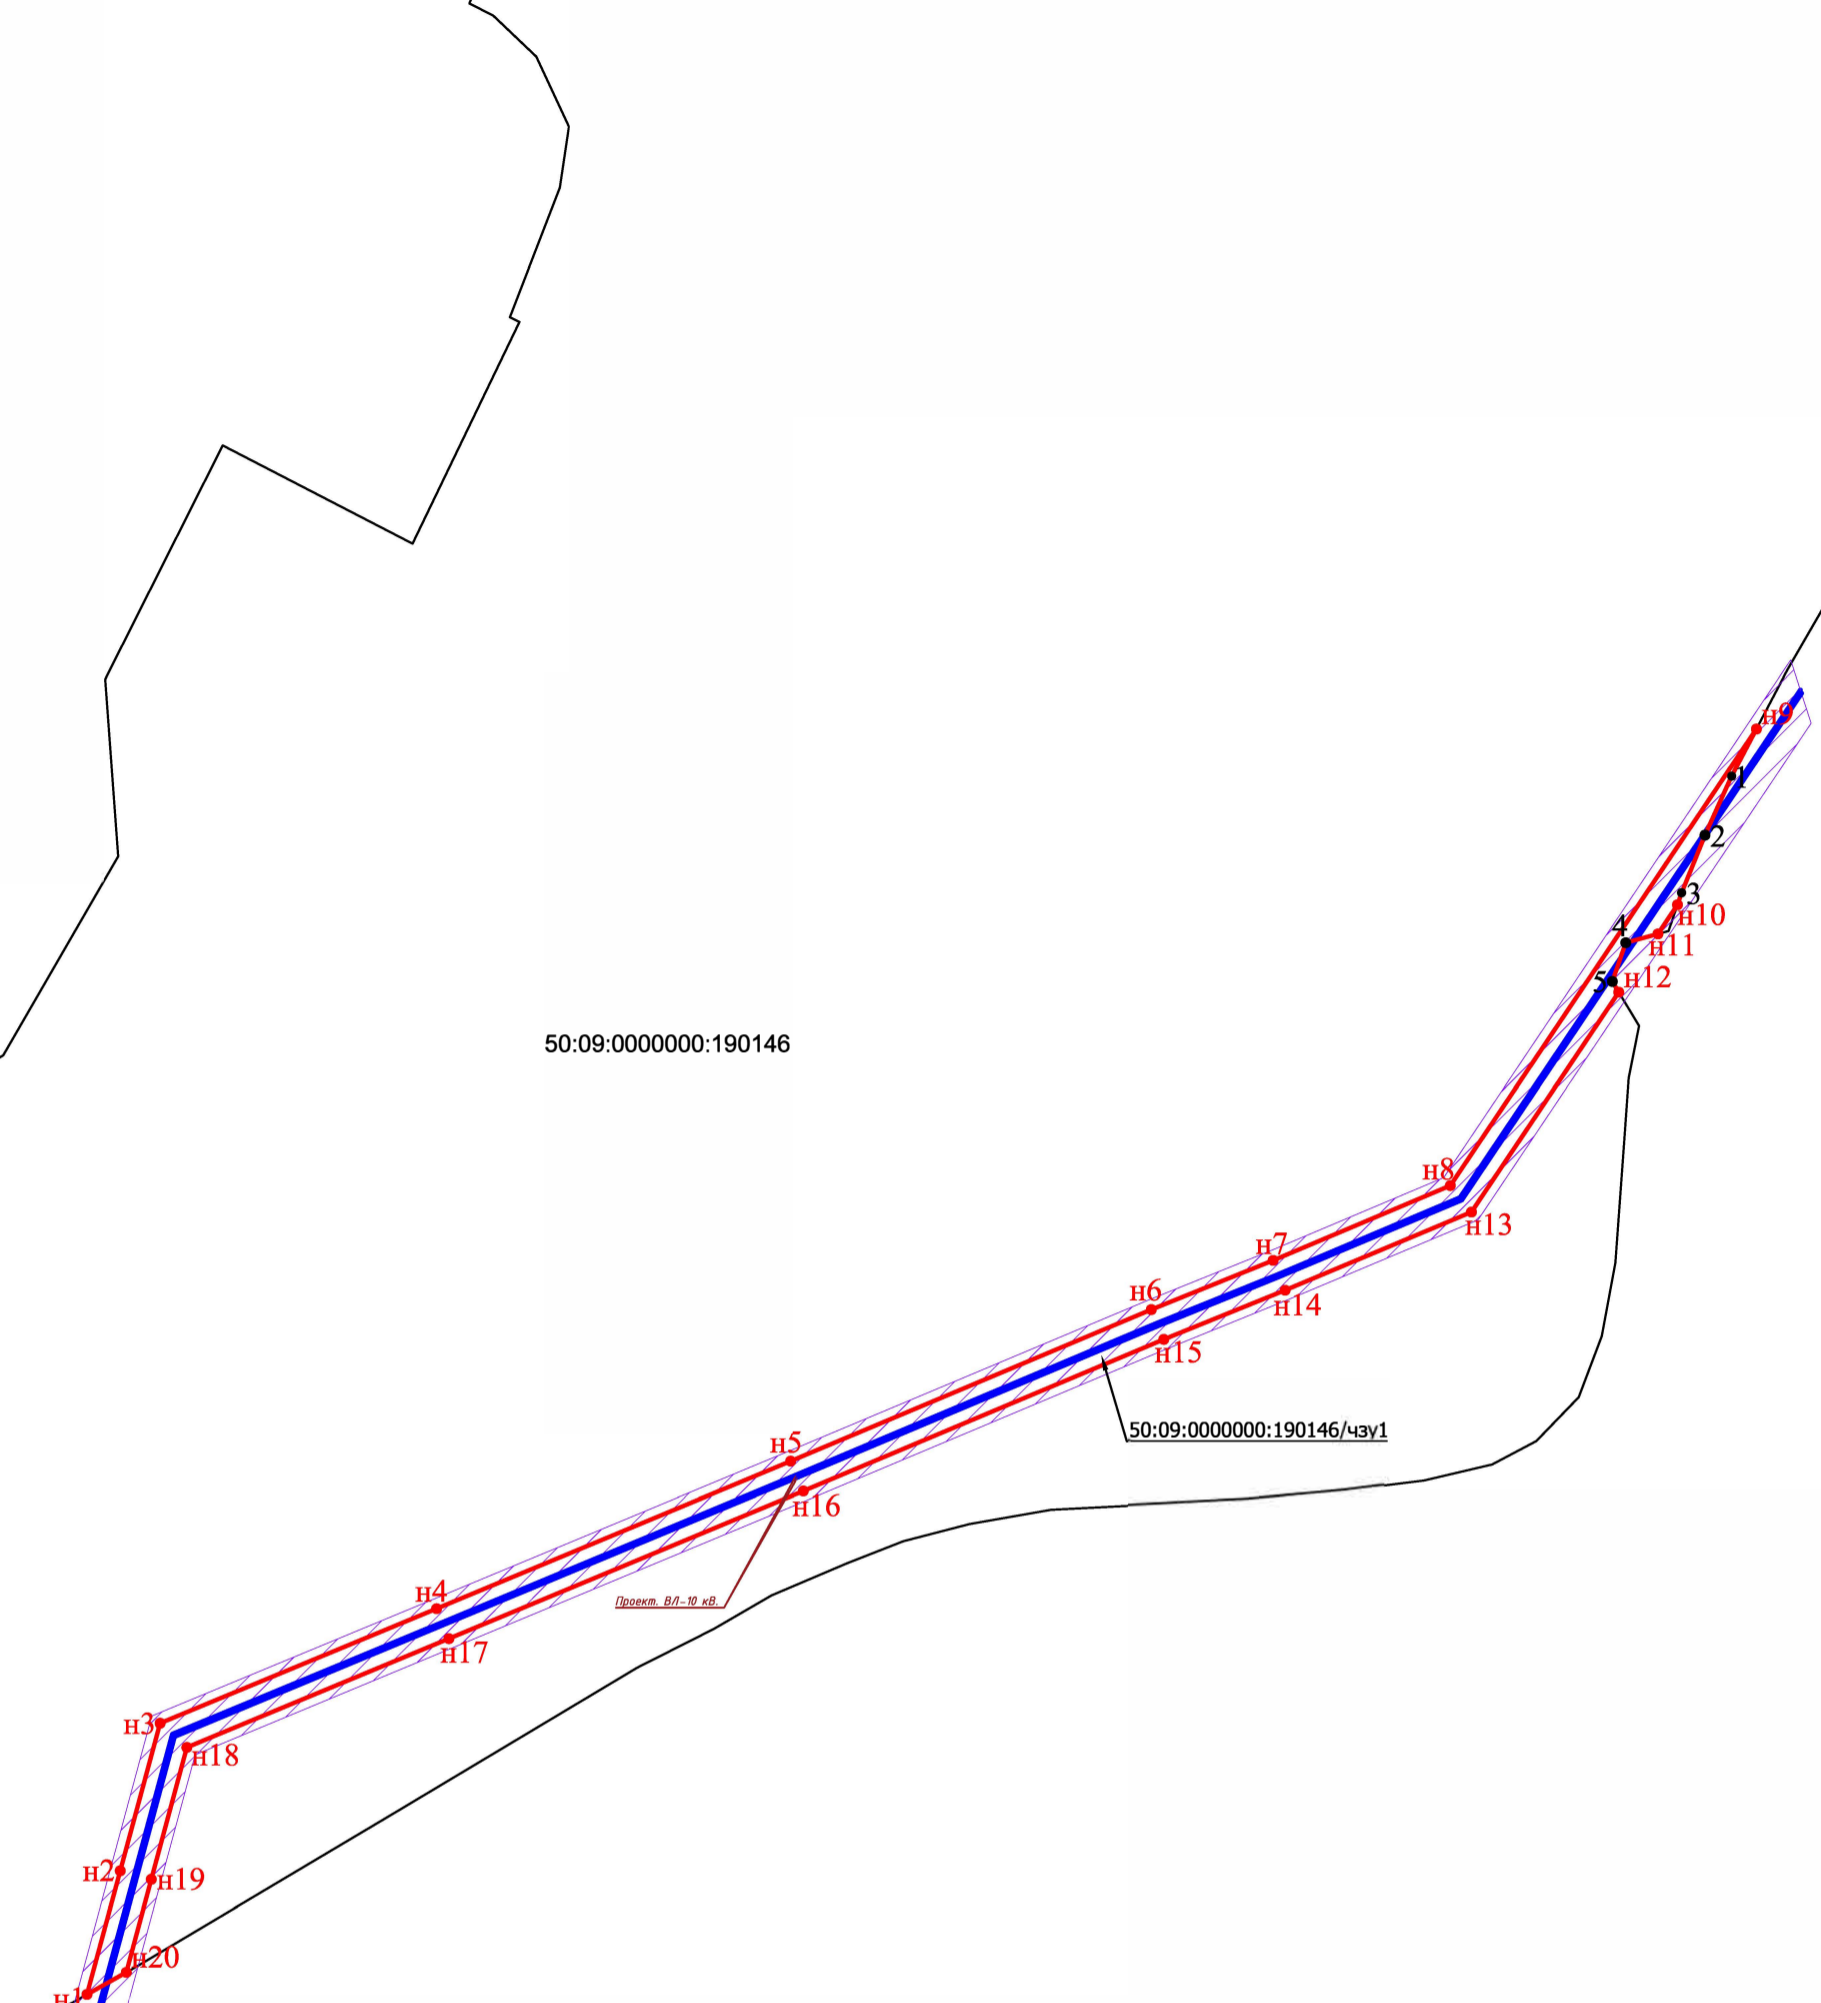 н9
1
2
3
н10
4
н11
5
н12
50:09:0000000:190146
н8
н13
н7
н6
н14
н15
50:09:0000000:190146/чзу1
н5
н16
Проект. ВЛ-10 кВ.
н4
н17
н3
н18
н2
н19
н20
н1